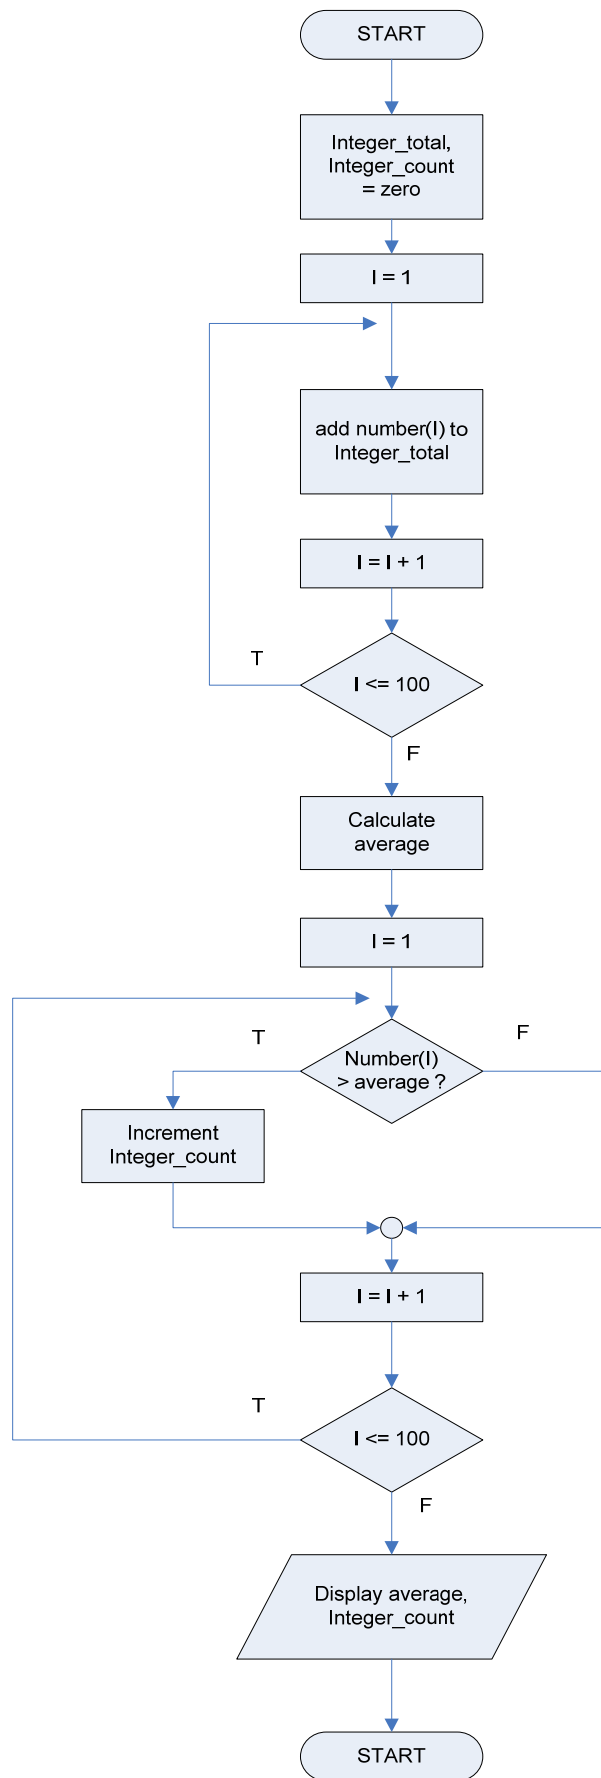 START
Integer_total,
Integer_count
= zero
I = 1
add number(I) to
Integer_total
I = I + 1
T
I <= 100
F
Calculate
average
I = 1
T
Number(I)
> average ?
F
Increment
Integer_count
I = I + 1
T
I <= 100
F
Display average,
Integer_count
START